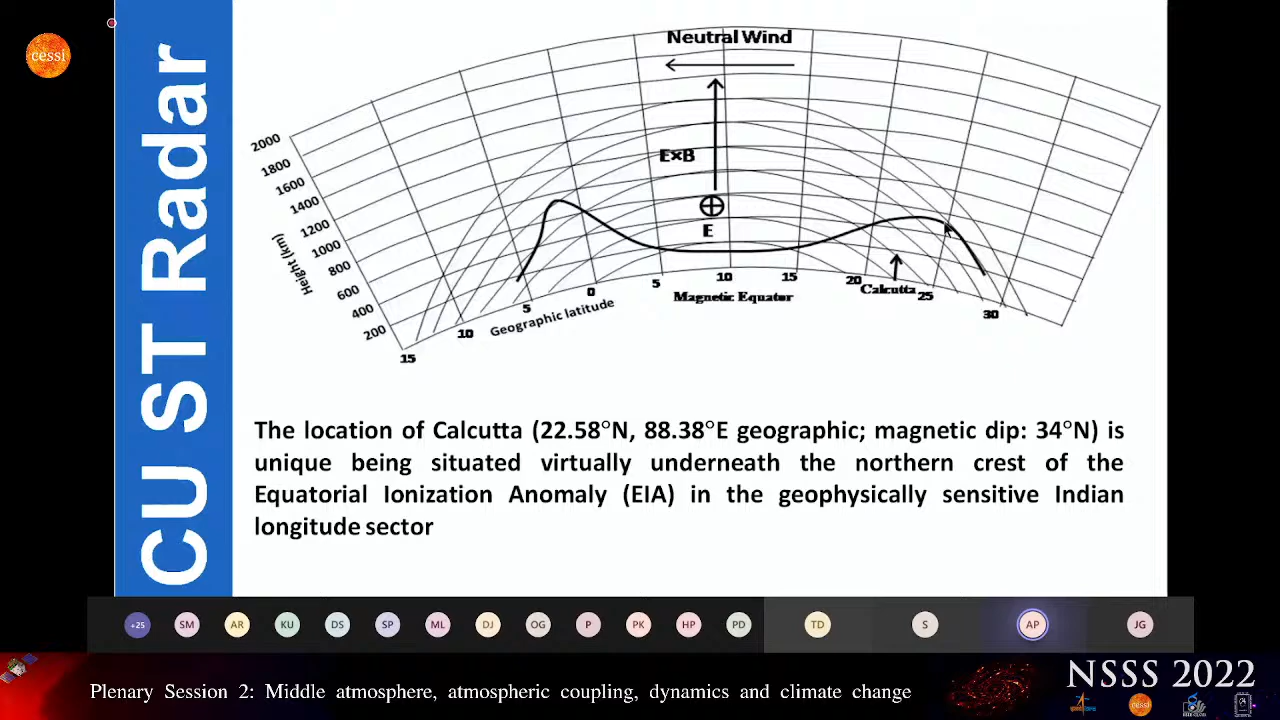 cessi
CU ST Radar
Neutral Wind
E×B
E
2000
1800
1600
1400
1200
1000
800
600
400
200
Height (km)
15
10
5
0
5
10
15
20
25
30
Geographic latitude
Magnetic Equator
Calcutta
The location of Calcutta (22.58°N, 88.38°E geographic; magnetic dip: 34°N) is
unique being situated virtually underneath the northern crest of the
Equatorial Ionization Anomaly (EIA) in the geophysically sensitive Indian
longitude sector
+25 SM AR KU DS SP ML DJ OG P PK HP PD TD S AP JG
Plenary Session 2: Middle atmosphere, atmospheric coupling, dynamics and climate change
NSSS 2022
cessi